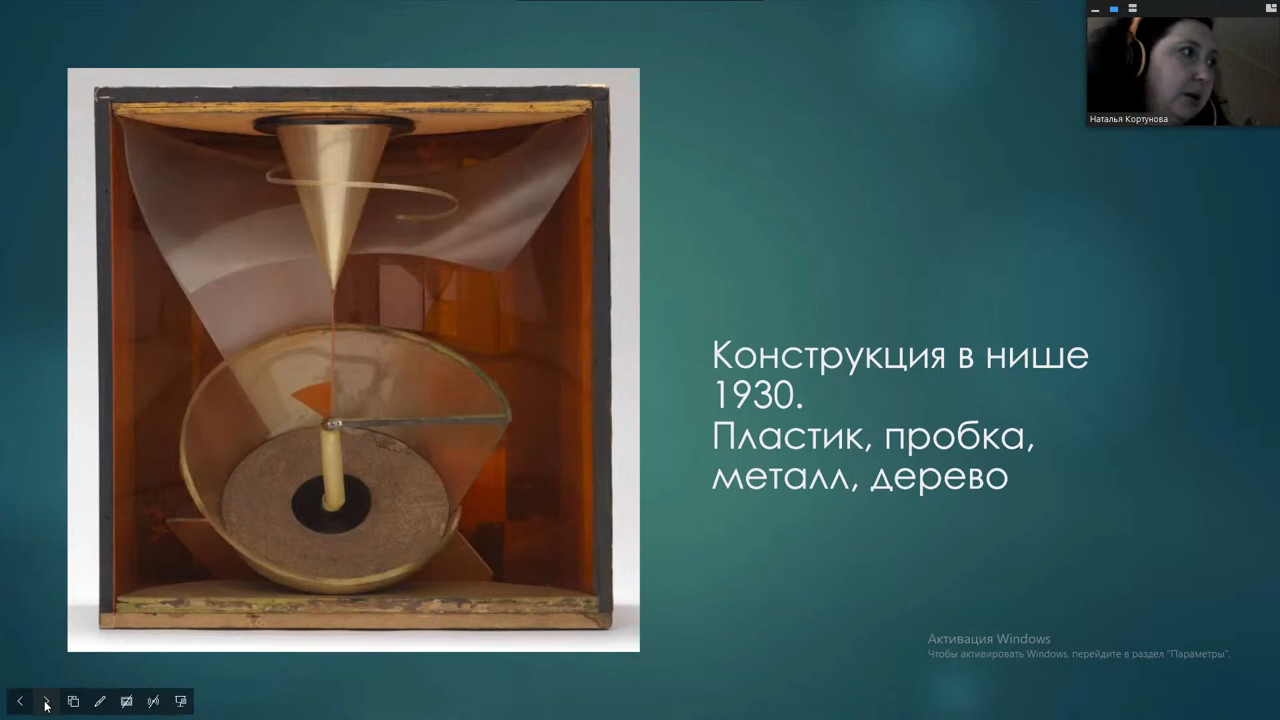 Наталья Кортунова
Конструкция в нише
1930.
Пластик, пробка,
металл, дерево
Активация Windows
Чтобы активировать Windows, перейдите в раздел "Параметры".